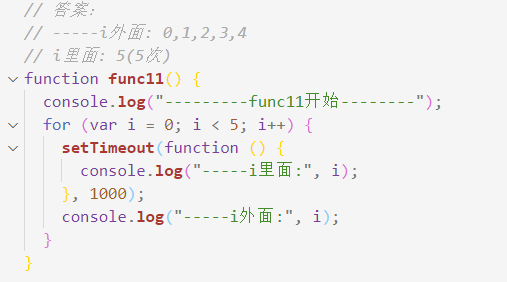 // 答案:
// -----i外面: 0,1,2,3,4
// i里面: 5(5次)
function func11() {
console.log("---------func11开始--------");
for (var i = 0; i < 5; i++) {
setTimeout(function () {
console.log("-----i里面:", i);
}, 1000);
console.log("-----i外面:", i);
}
}